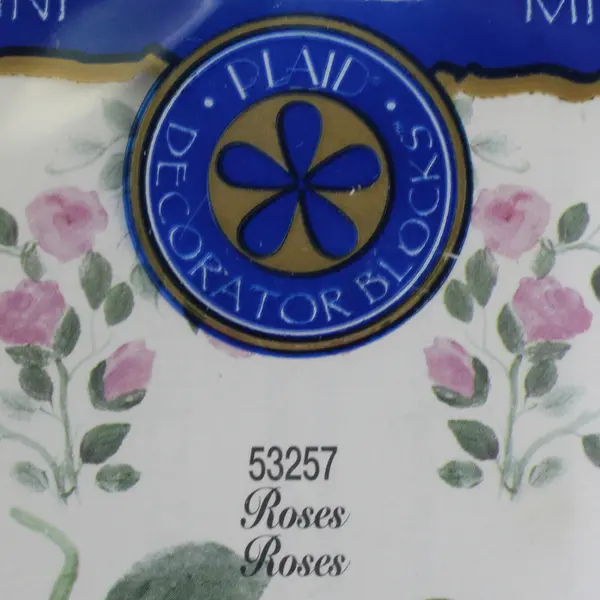 PLAID
DECORATOR BLOCKS
53257
Roses
Roses